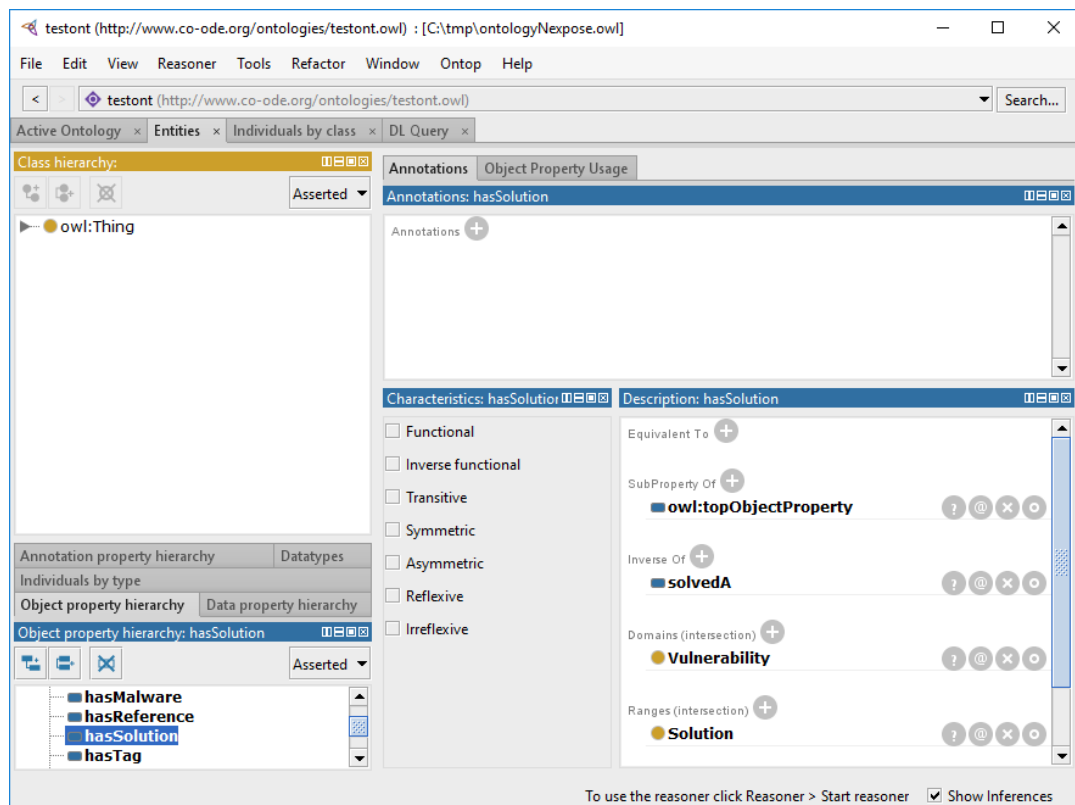 testont (http://www.co-ode.org/ontologies/testont.owl) : [C:\tmp\ontologyNexpose.owl]
File Edit View Reasoner Tools Refactor Window Ontop Help
< > testont (http://www.co-ode.org/ontologies/testont.owl) Search...
Active Ontology × Entities × Individuals by class × DL Query ×
Class hierarchy:
Asserted
owl:Thing
Annotation property hierarchy Datatypes
Individuals by type
Object property hierarchy Data property hierarchy
Object property hierarchy: hasSolution
Asserted
hasMalware
hasReference
hasSolution
hasTag
Annotations Object Property Usage
Annotations: hasSolution
Annotations +
Characteristics: hasSolution
Functional
Inverse functional
Transitive
Symmetric
Asymmetric
Reflexive
Irreflexive
Description: hasSolution
Equivalent To +
SubProperty Of +
owl:topObjectProperty ? @ × o
Inverse Of +
solvedA ? @ × o
Domains (intersection) +
Vulnerability ? @ × o
Ranges (intersection) +
Solution ? @ × o
To use the reasoner click Reasoner > Start reasoner Show Inferences